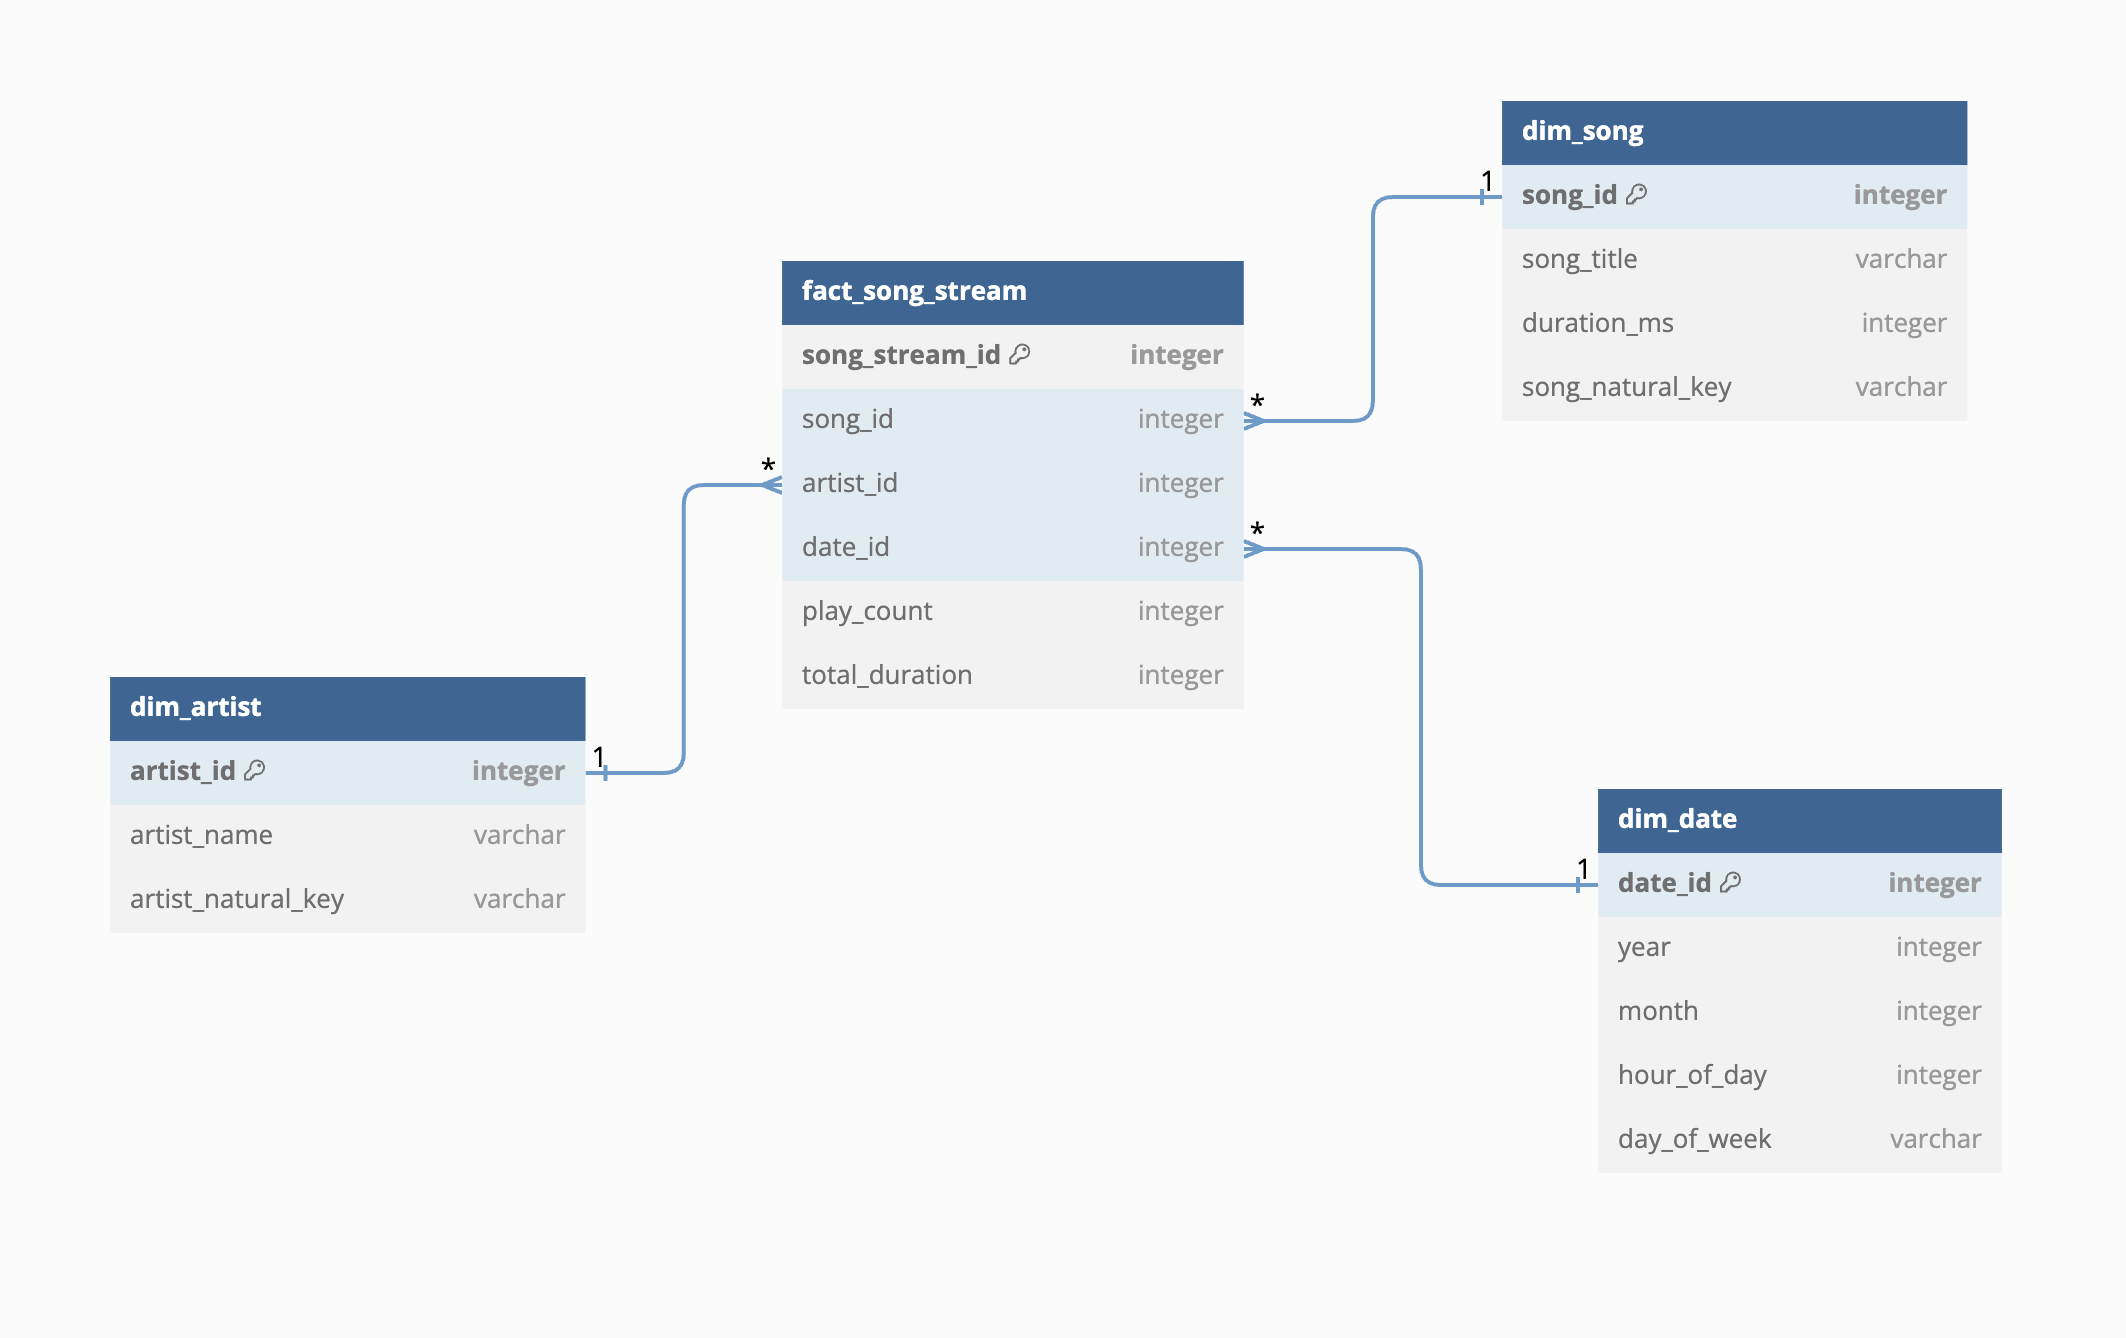 dim_song
song_id integer
song_title varchar
duration_ms integer
song_natural_key varchar
1
fact_song_stream
song_stream_id integer
song_id integer
artist_id integer
date_id integer
play_count integer
total_duration integer
*
*
*
dim_artist
artist_id integer
artist_name varchar
artist_natural_key varchar
1
dim_date
date_id integer
year integer
month integer
hour_of_day integer
day_of_week varchar
1